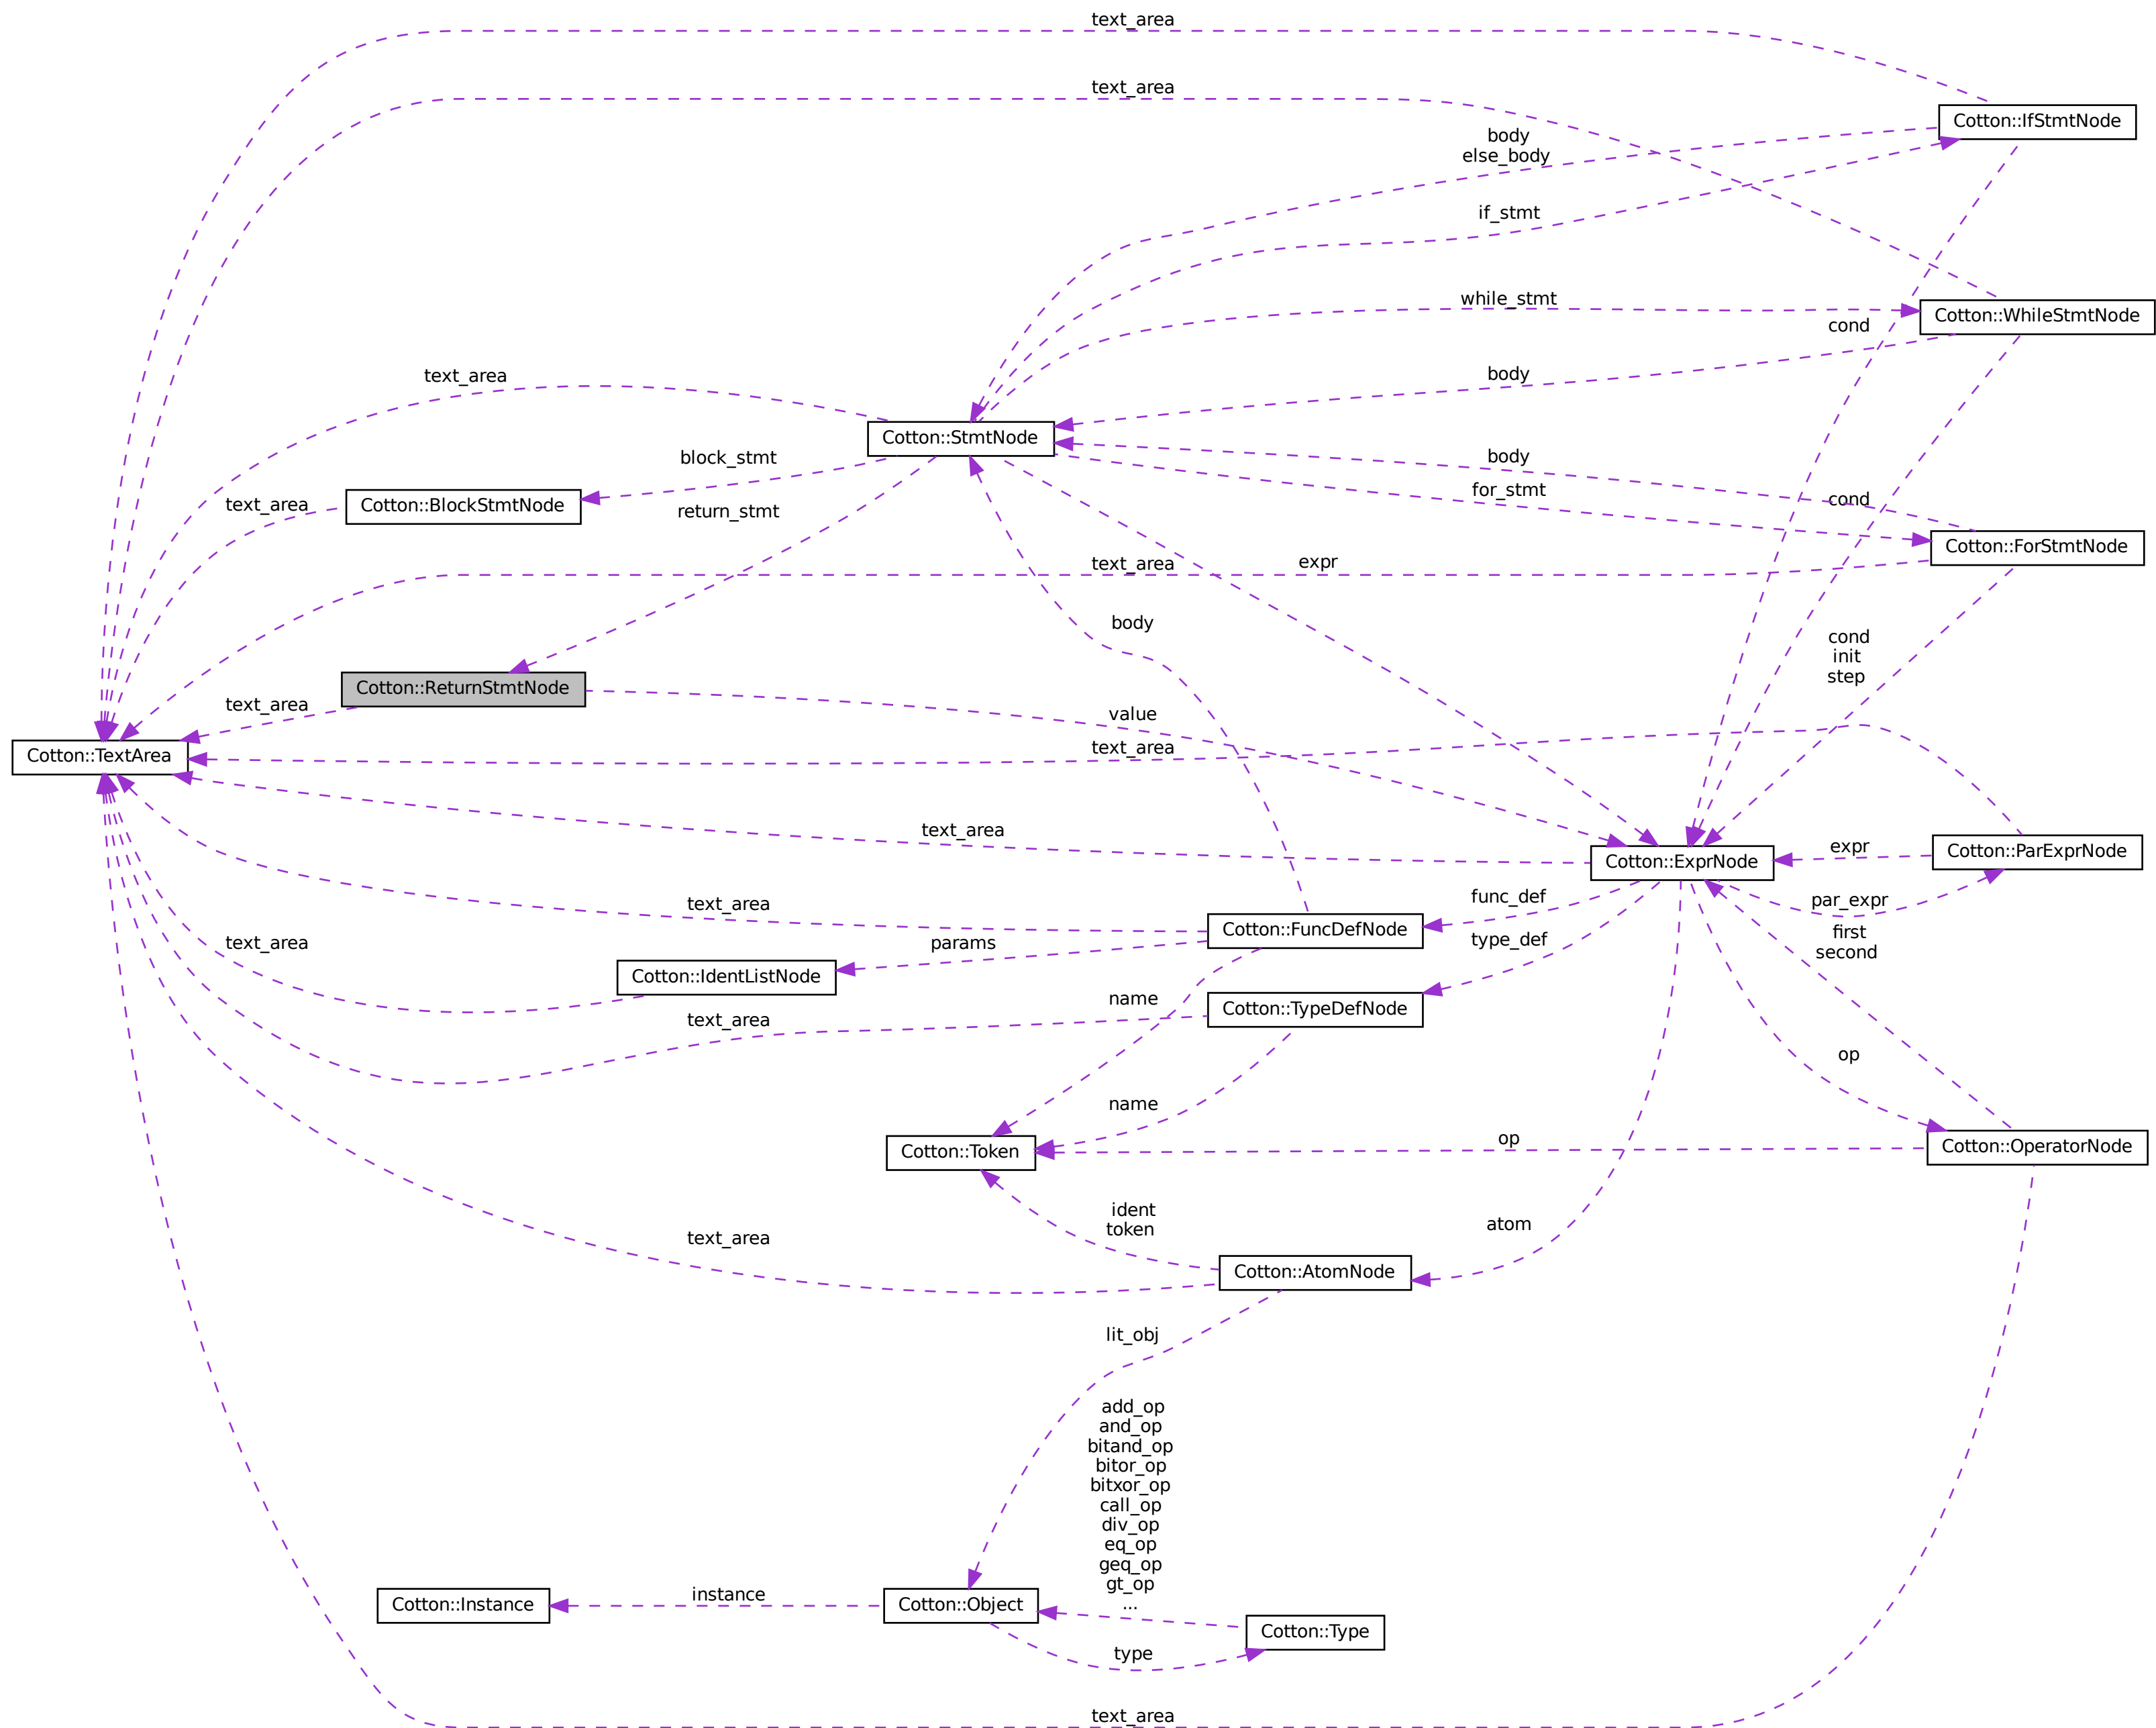 text_area
text_area
Cotton::IfStmtNode
body
else_body
if_stmt
while_stmt
Cotton::WhileStmtNode
cond
text_area
body
Cotton::StmtNode
block_stmt
body
for_stmt
cond
text_area
Cotton::BlockStmtNode
return_stmt
Cotton::ForStmtNode
text_area
expr
body
cond
init
step
Cotton::ReturnStmtNode
text_area
value
text_area
Cotton::TextArea
text_area
expr
Cotton::ParExprNode
Cotton::ExprNode
func_def
par_expr
text_area
Cotton::FuncDefNode
first
second
type_def
text_area
params
Cotton::IdentListNode
name
Cotton::TypeDefNode
text_area
op
name
Cotton::Token
op
Cotton::OperatorNode
ident
token
text_area
atom
Cotton::AtomNode
lit_obj
add_op
and_op
bitand_op
bitor_op
bitxor_op
call_op
div_op
eq_op
geq_op
gt_op
...
Cotton::Instance
instance
Cotton::Object
Cotton::Type
type
text_area